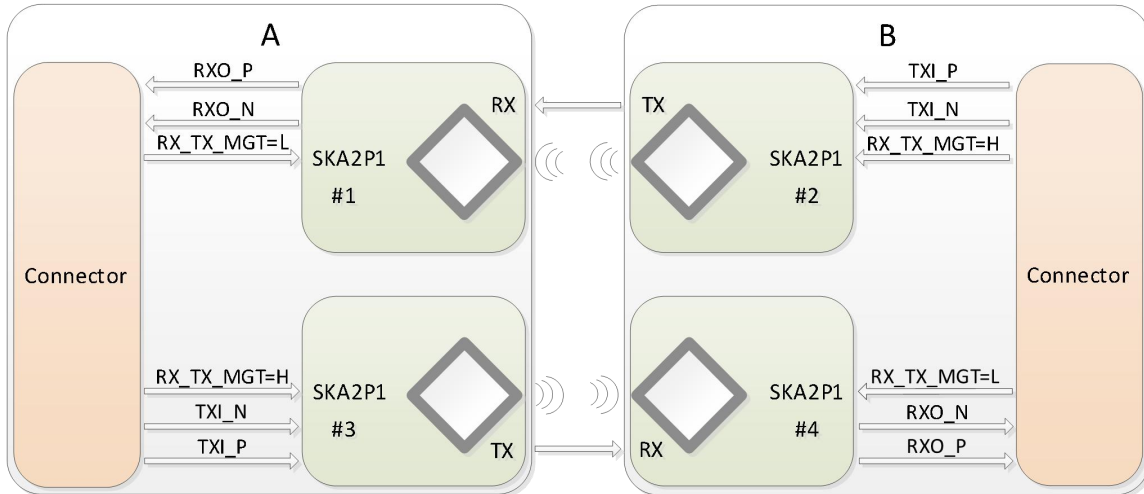 A
B
Connector
RXO_P
RXO_N
RX_TX_MGT=L
SKA2P1
#1
RX
TX
SKA2P1
#2
TXI_P
TXI_N
RX_TX_MGT=H
Connector
RX_TX_MGT=H
TXI_N
TXI_P
SKA2P1
#3
TX
RX
SKA2P1
#4
RX_TX_MGT=L
RXO_N
RXO_P